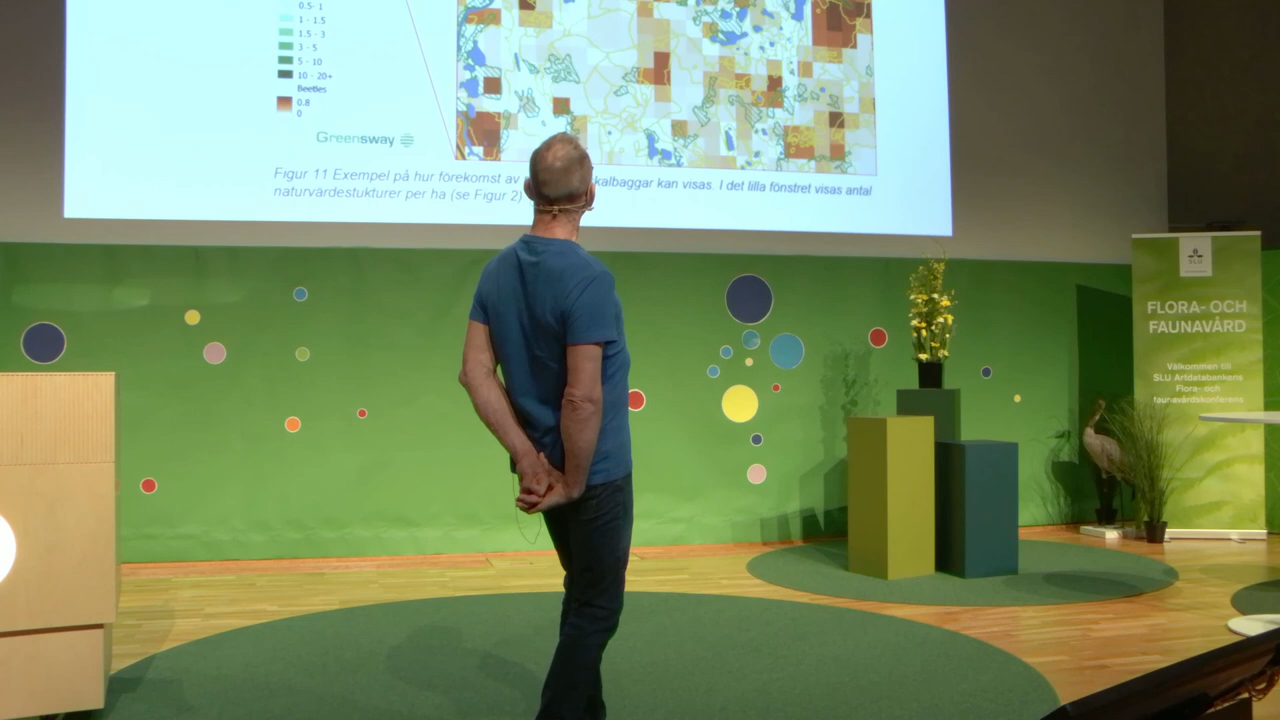 0.5- 1
1 - 1.5
1.5 - 3
3 - 5
5 - 10
10 - 20+
Beetles
0.8
0
Greensway
Figur 11 Exempel på hur förekomst av
kalbaggar kan visas. I det lilla fönstret visas antal
naturvärdestukturer per ha (se Figur 2)
SLU
FLORA- OCH
FAUNAVÅRD
Välkommen till
SLU Artdatabankens
Flora- och
faunavårdskonferens